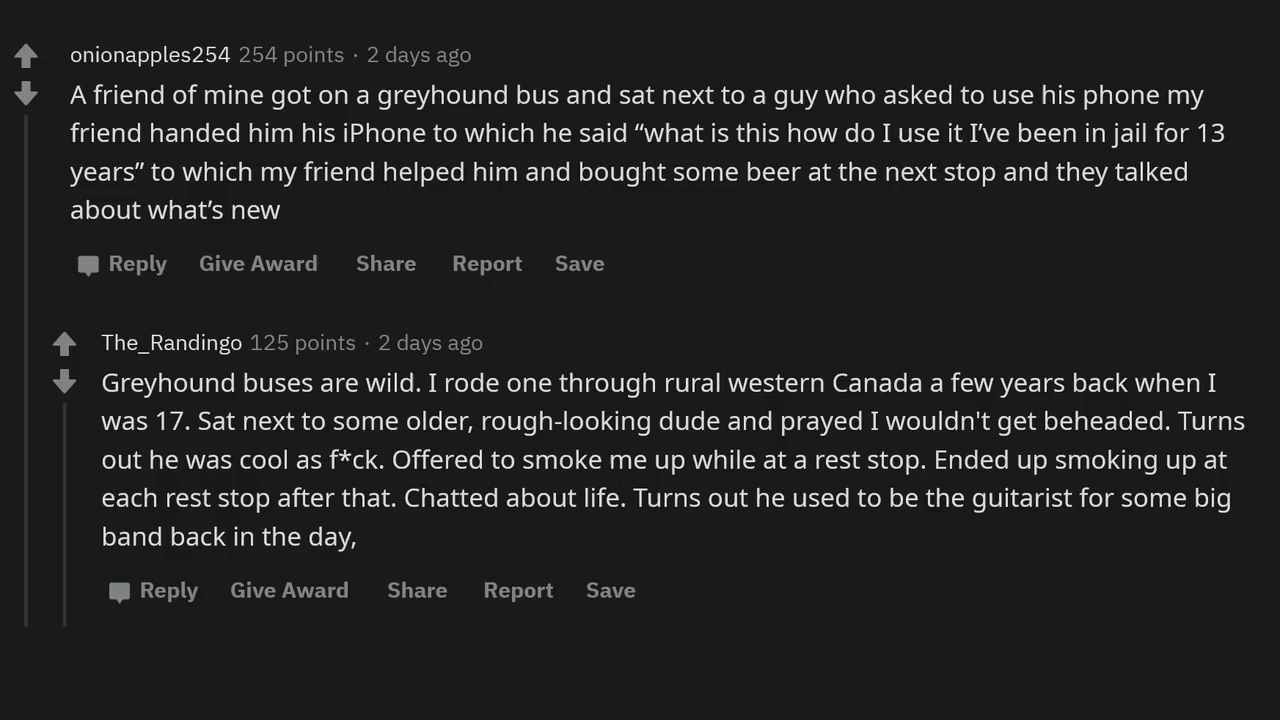 onionapples254 254 points · 2 days ago
A friend of mine got on a greyhound bus and sat next to a guy who asked to use his phone my
friend handed him his iPhone to which he said “what is this how do I use it I’ve been in jail for 13
years” to which my friend helped him and bought some beer at the next stop and they talked
about what’s new
Reply Give Award Share Report Save
The_Randingo 125 points · 2 days ago
Greyhound buses are wild. I rode one through rural western Canada a few years back when I
was 17. Sat next to some older, rough-looking dude and prayed I wouldn't get beheaded. Turns
out he was cool as f*ck. Offered to smoke me up while at a rest stop. Ended up smoking up at
each rest stop after that. Chatted about life. Turns out he used to be the guitarist for some big
band back in the day,
Reply Give Award Share Report Save